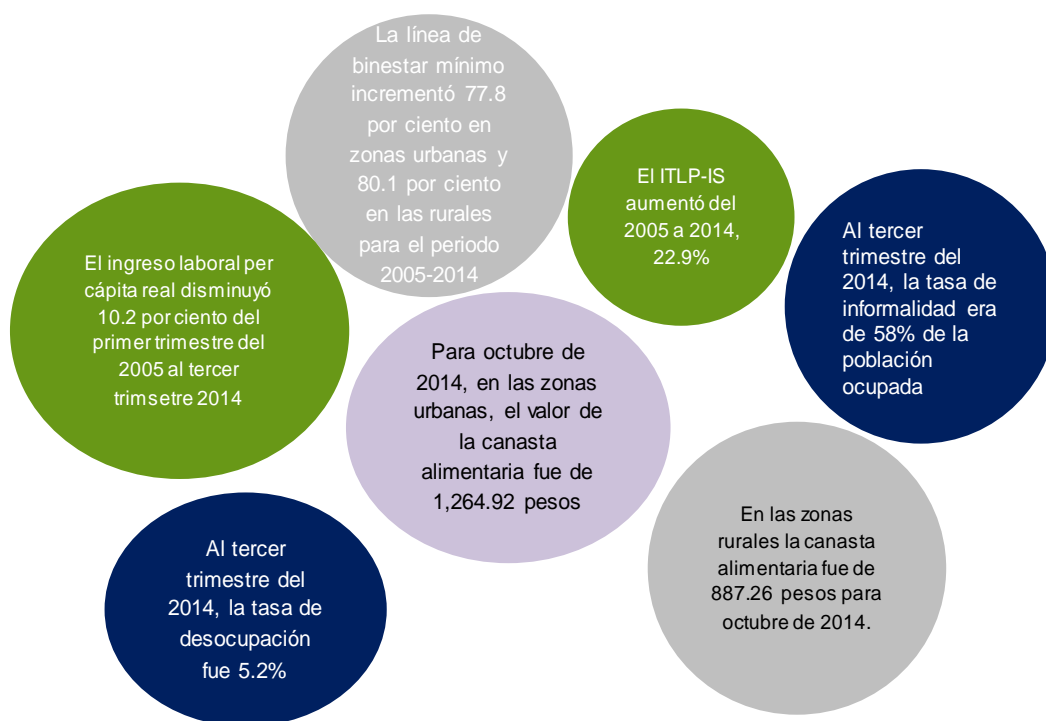 La línea de
binestar mínimo
incrementó 77.8
por ciento en
zonas urbanas y
80.1 por ciento
en las rurales
para el periodo
2005-2014
El ITLP-IS
aumentó del
2005 a 2014,
22.9%
Al tercer
trimestre del
2014, la tasa de
informalidad era
de 58% de la
población
ocupada
El ingreso laboral per
cápita real disminuyó
10.2 por ciento del
primer trimestre del
2005 al tercer
trimsetre 2014
Para octubre de
2014, en las zonas
urbanas, el valor de
la canasta
alimentaria fue de
1,264.92 pesos
En las zonas
rurales la canasta
alimentaria fue de
887.26 pesos para
octubre de 2014.
Al tercer
trimestre del
2014, la tasa de
desocupación
fue 5.2%